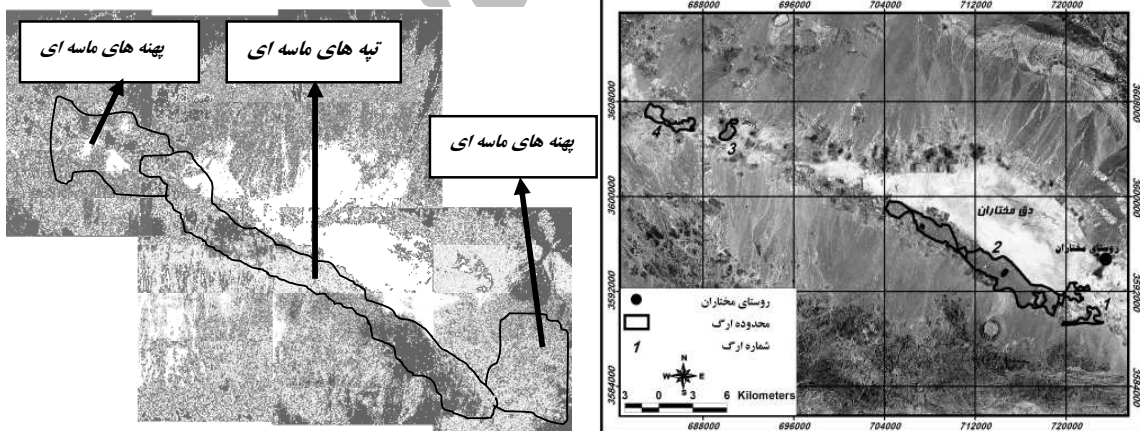 پهنه های ماسه ای
تپه های ماسه ای
پهنه های ماسه ای
688000 696000 704000 712000 720000
3608000
3608000
3600000
3600000
3592000
3592000
3584000
3584000
4
3
دق مختاران
2
روستای مختاران
1
روستای مختاران
محدوده ارگ
شماره ارگ
1
N
W E
S
3 0 3 6 Kilometers
688000 696000 704000 712000 720000